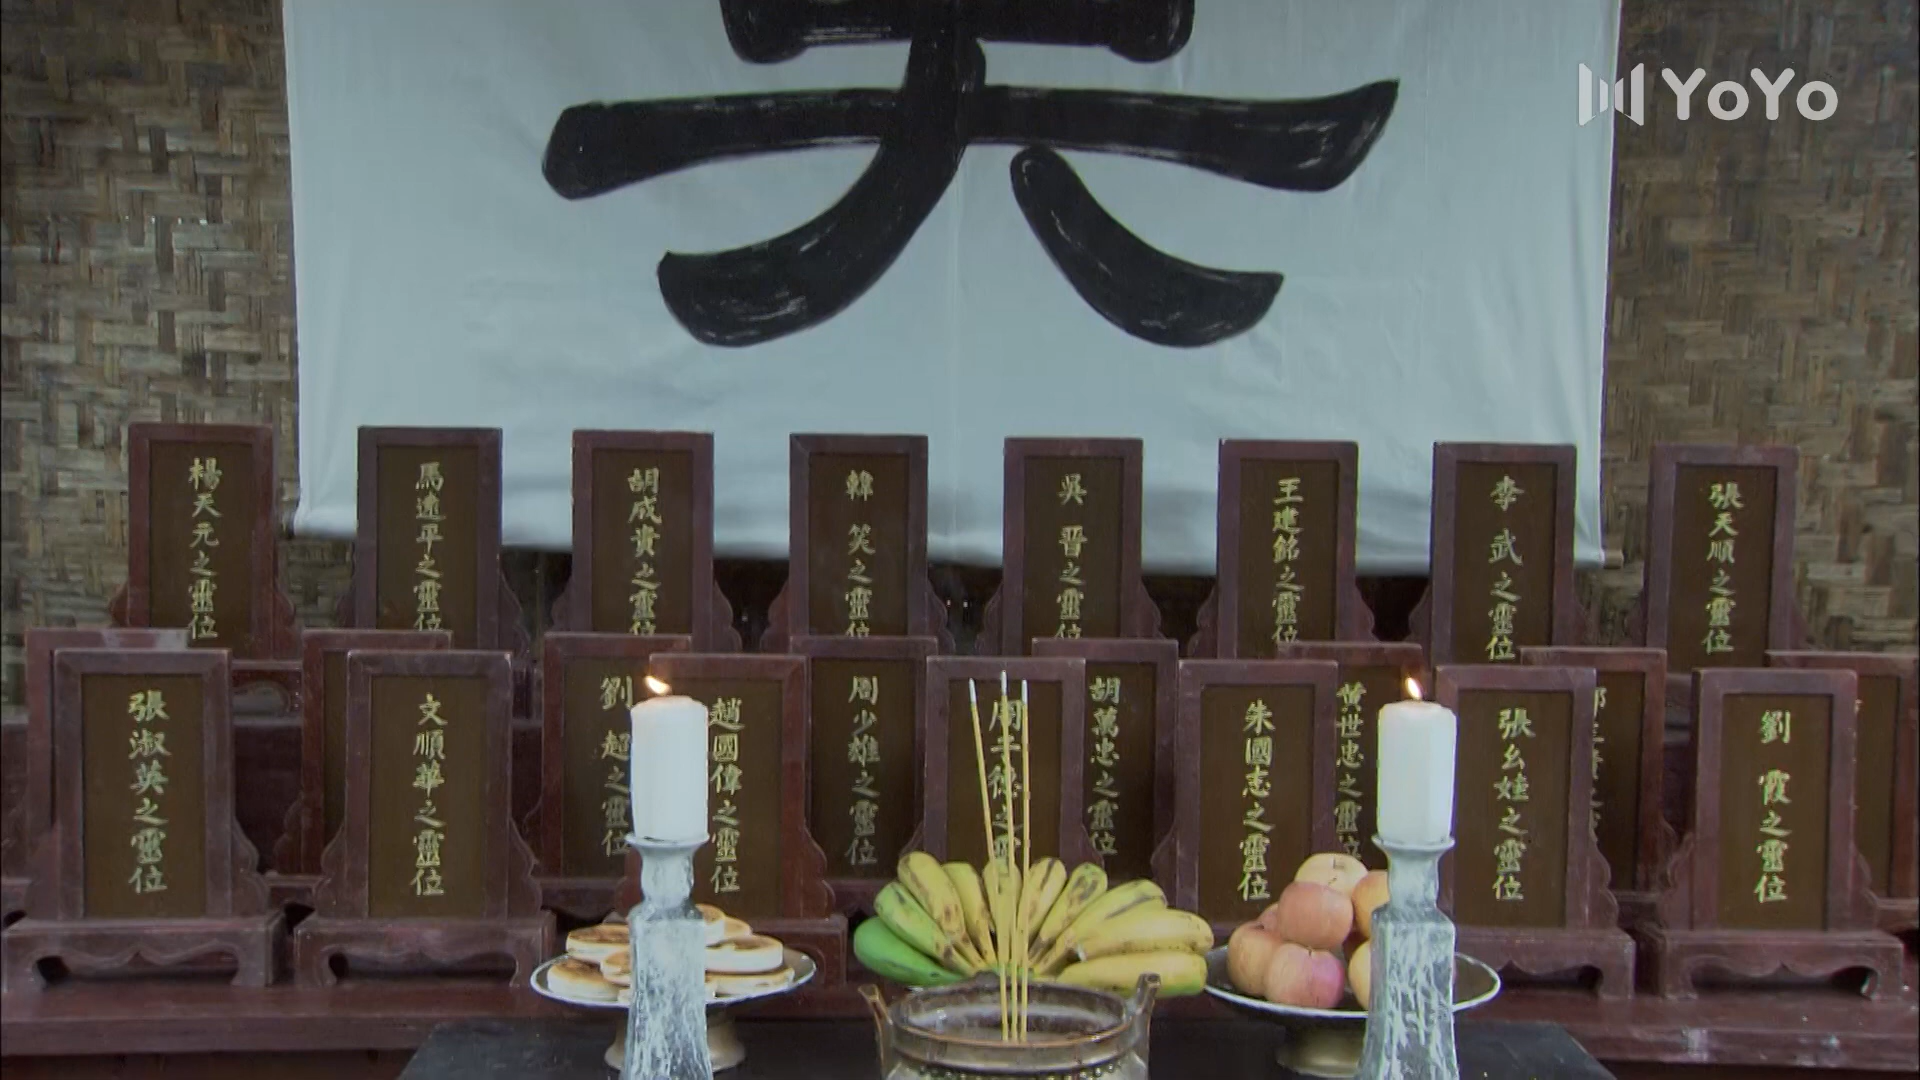 YoYo
楊天元之靈位
馬遠平之靈位
胡成貴之靈位
韓笑之靈位
吳晋之靈位
王建銘之靈位
李武之靈位
張天順之靈位
劉超之靈位
周少雄之靈位
胡萬忠之靈位
黄世忠之靈位
張淑英之靈位
文順華之靈位
趙國偉之靈位
朱國志之靈位
張幺娃之靈位
劉霞之靈位